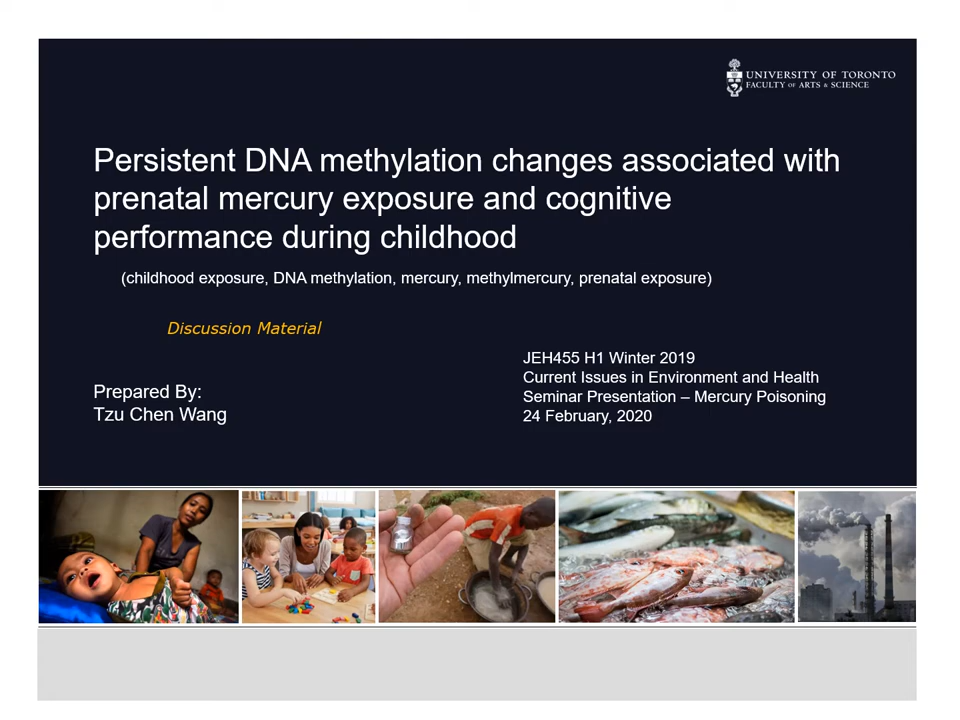 UNIVERSITY OF TORONTO
FACULTY OF ARTS & SCIENCE
Persistent DNA methylation changes associated with
prenatal mercury exposure and cognitive
performance during childhood
(childhood exposure, DNA methylation, mercury, methylmercury, prenatal exposure)
Discussion Material
JEH455 H1 Winter 2019
Current Issues in Environment and Health
Seminar Presentation – Mercury Poisoning
24 February, 2020
Prepared By:
Tzu Chen Wang